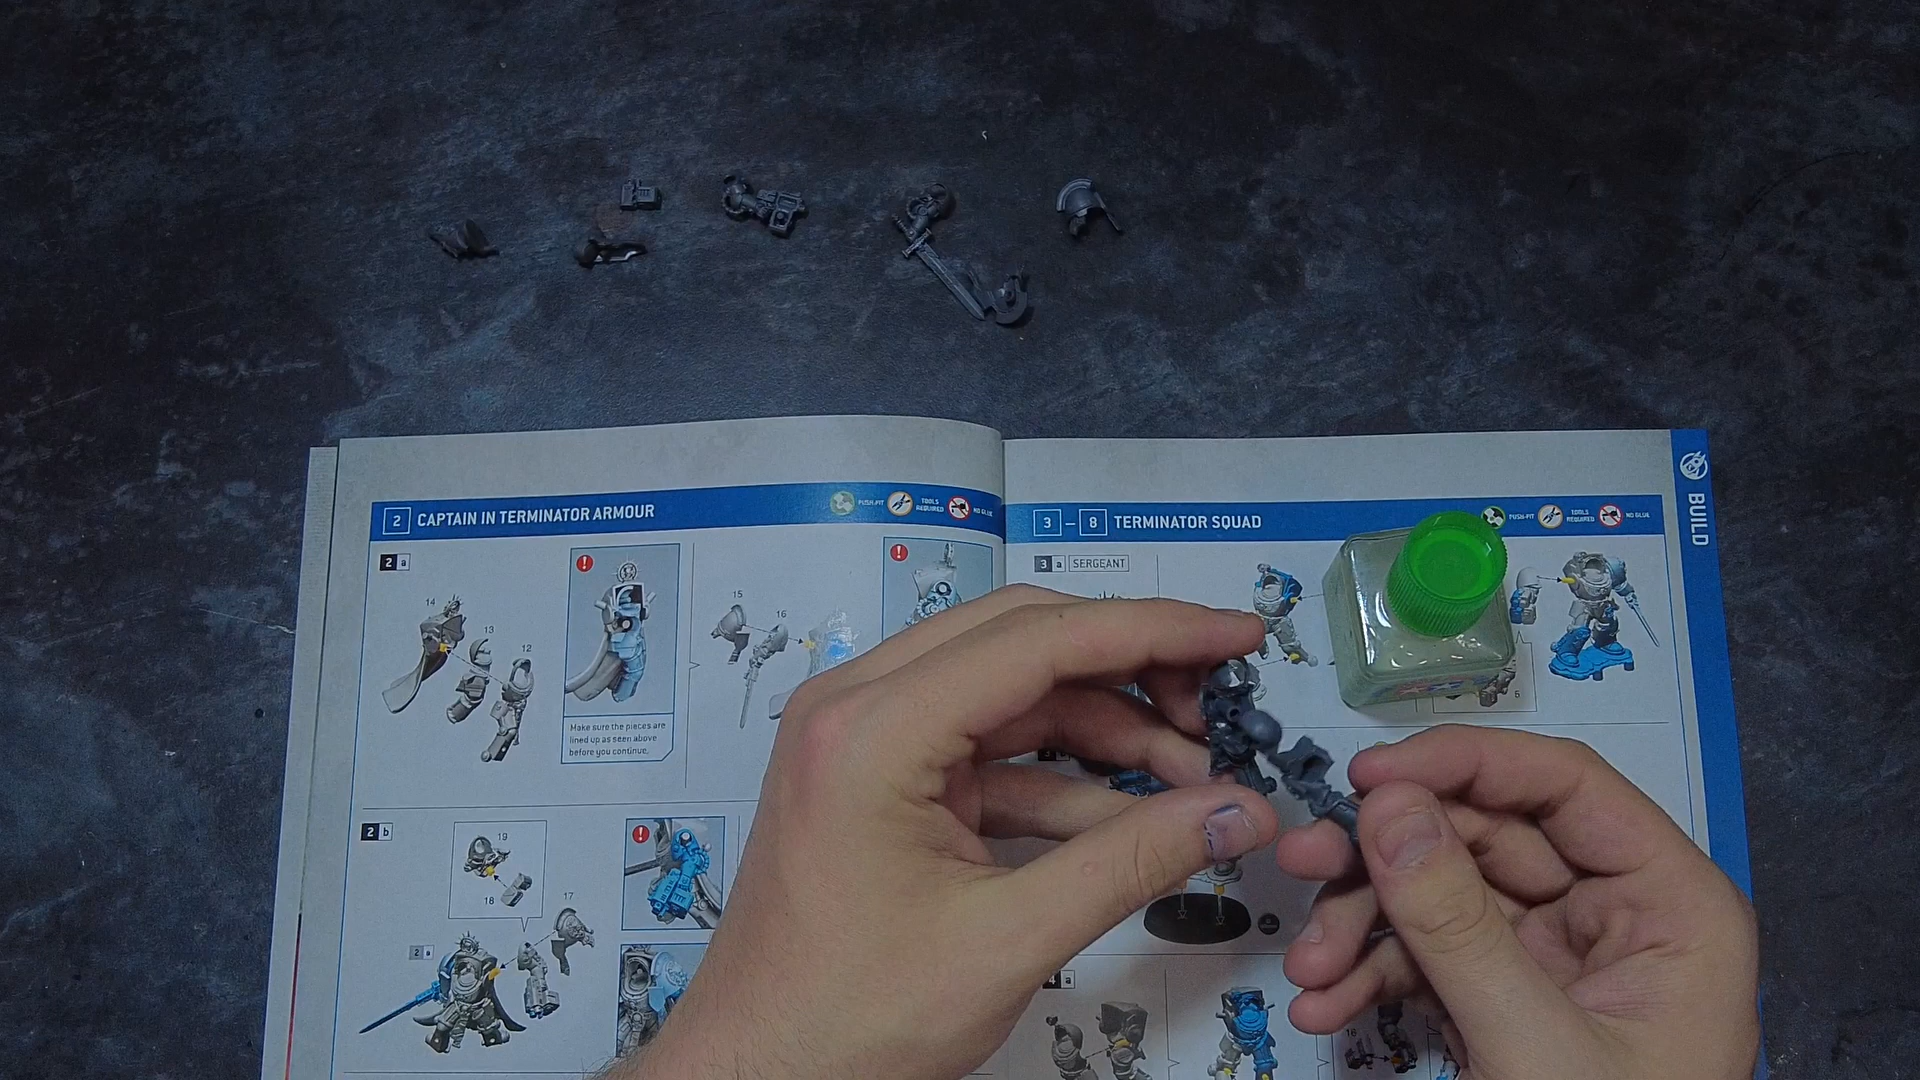 2 CAPTAIN IN TERMINATOR ARMOUR
PUSH-FIT
TOOLS
REQUIRED
NO GLUE
2 a
!
14
13
12
Make sure the pieces are
lined up as seen above
before you continue.
15
16
!
2 b
19
18
17
!
2 a
3 – 8 TERMINATOR SQUAD
PUSH-FIT
TOOLS
REQUIRED
NO GLUE
BUILD
3 a SERGEANT
5
4 a
16